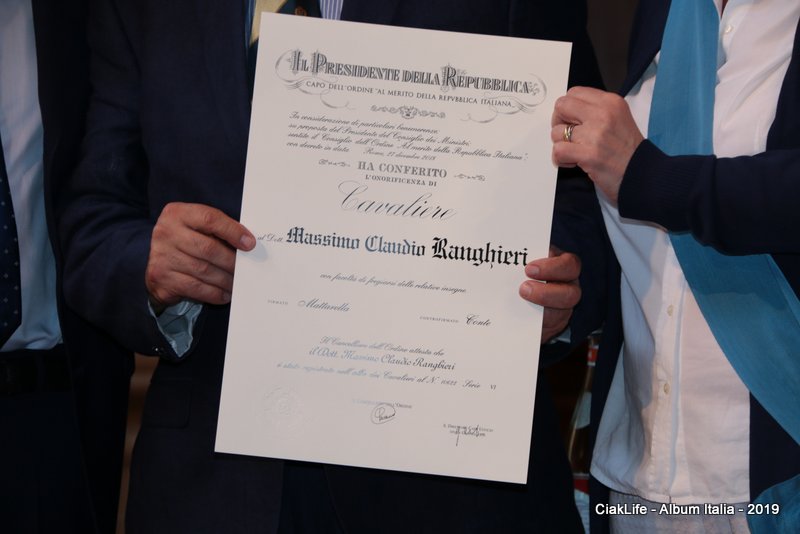 IL PRESIDENTE DELLA REPUBBLICA
CAPO DELL'ORDINE "AL MERITO DELLA REPUBBLICA ITALIANA"
In considerazione di particolari benemerenze;
su proposta del Presidente del Consiglio dei Ministri;
sentito il Consiglio dell'Ordine "Al merito della Repubblica Italiana";
con decreto in data Roma, 27 dicembre 2018
HA CONFERITO
L'ONORIFICENZA DI
Cavaliere
al Dott. Massimo Claudio Ranghieri
con facoltà di fregiarsi delle relative insegne
FIRMATO Mattarella CONTROFIRMATO Conte
Il Cancelliere dell'Ordine attesta che
il Dott. Massimo Claudio Ranghieri
è stato registrato nell'albo dei Cavalieri al N. Serie VI
CiakLife - Album Italia - 2019